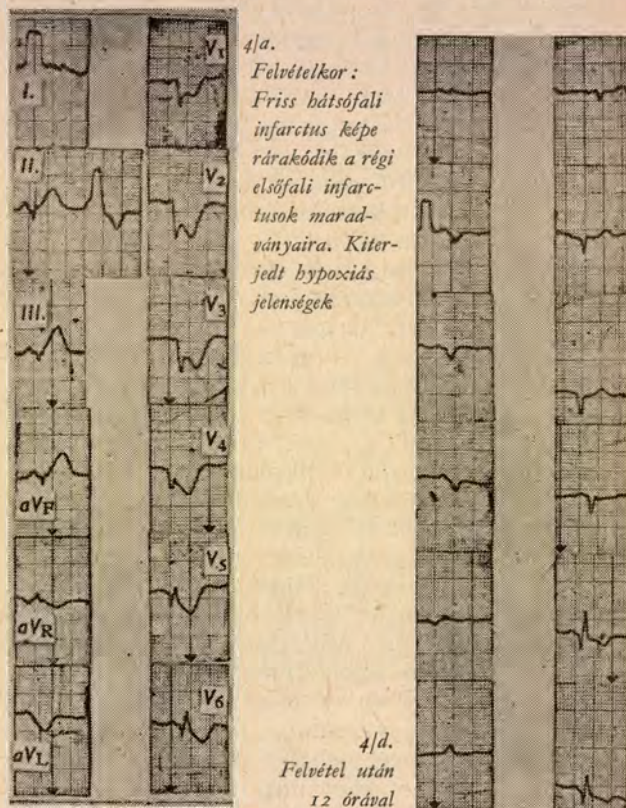 I.
II.
III.
aVF
aVR
aVL
V1
V2
V3
V4
V5
V6
4/a.
Felvételkor :
Friss hátsófali
infarctus képe
rárakódik a régi
elsőfali infarc-
tusok marad-
ványaira. Kiter-
jedt hypoxiás
jelenségek
4/d.
Felvétel után
12 órával